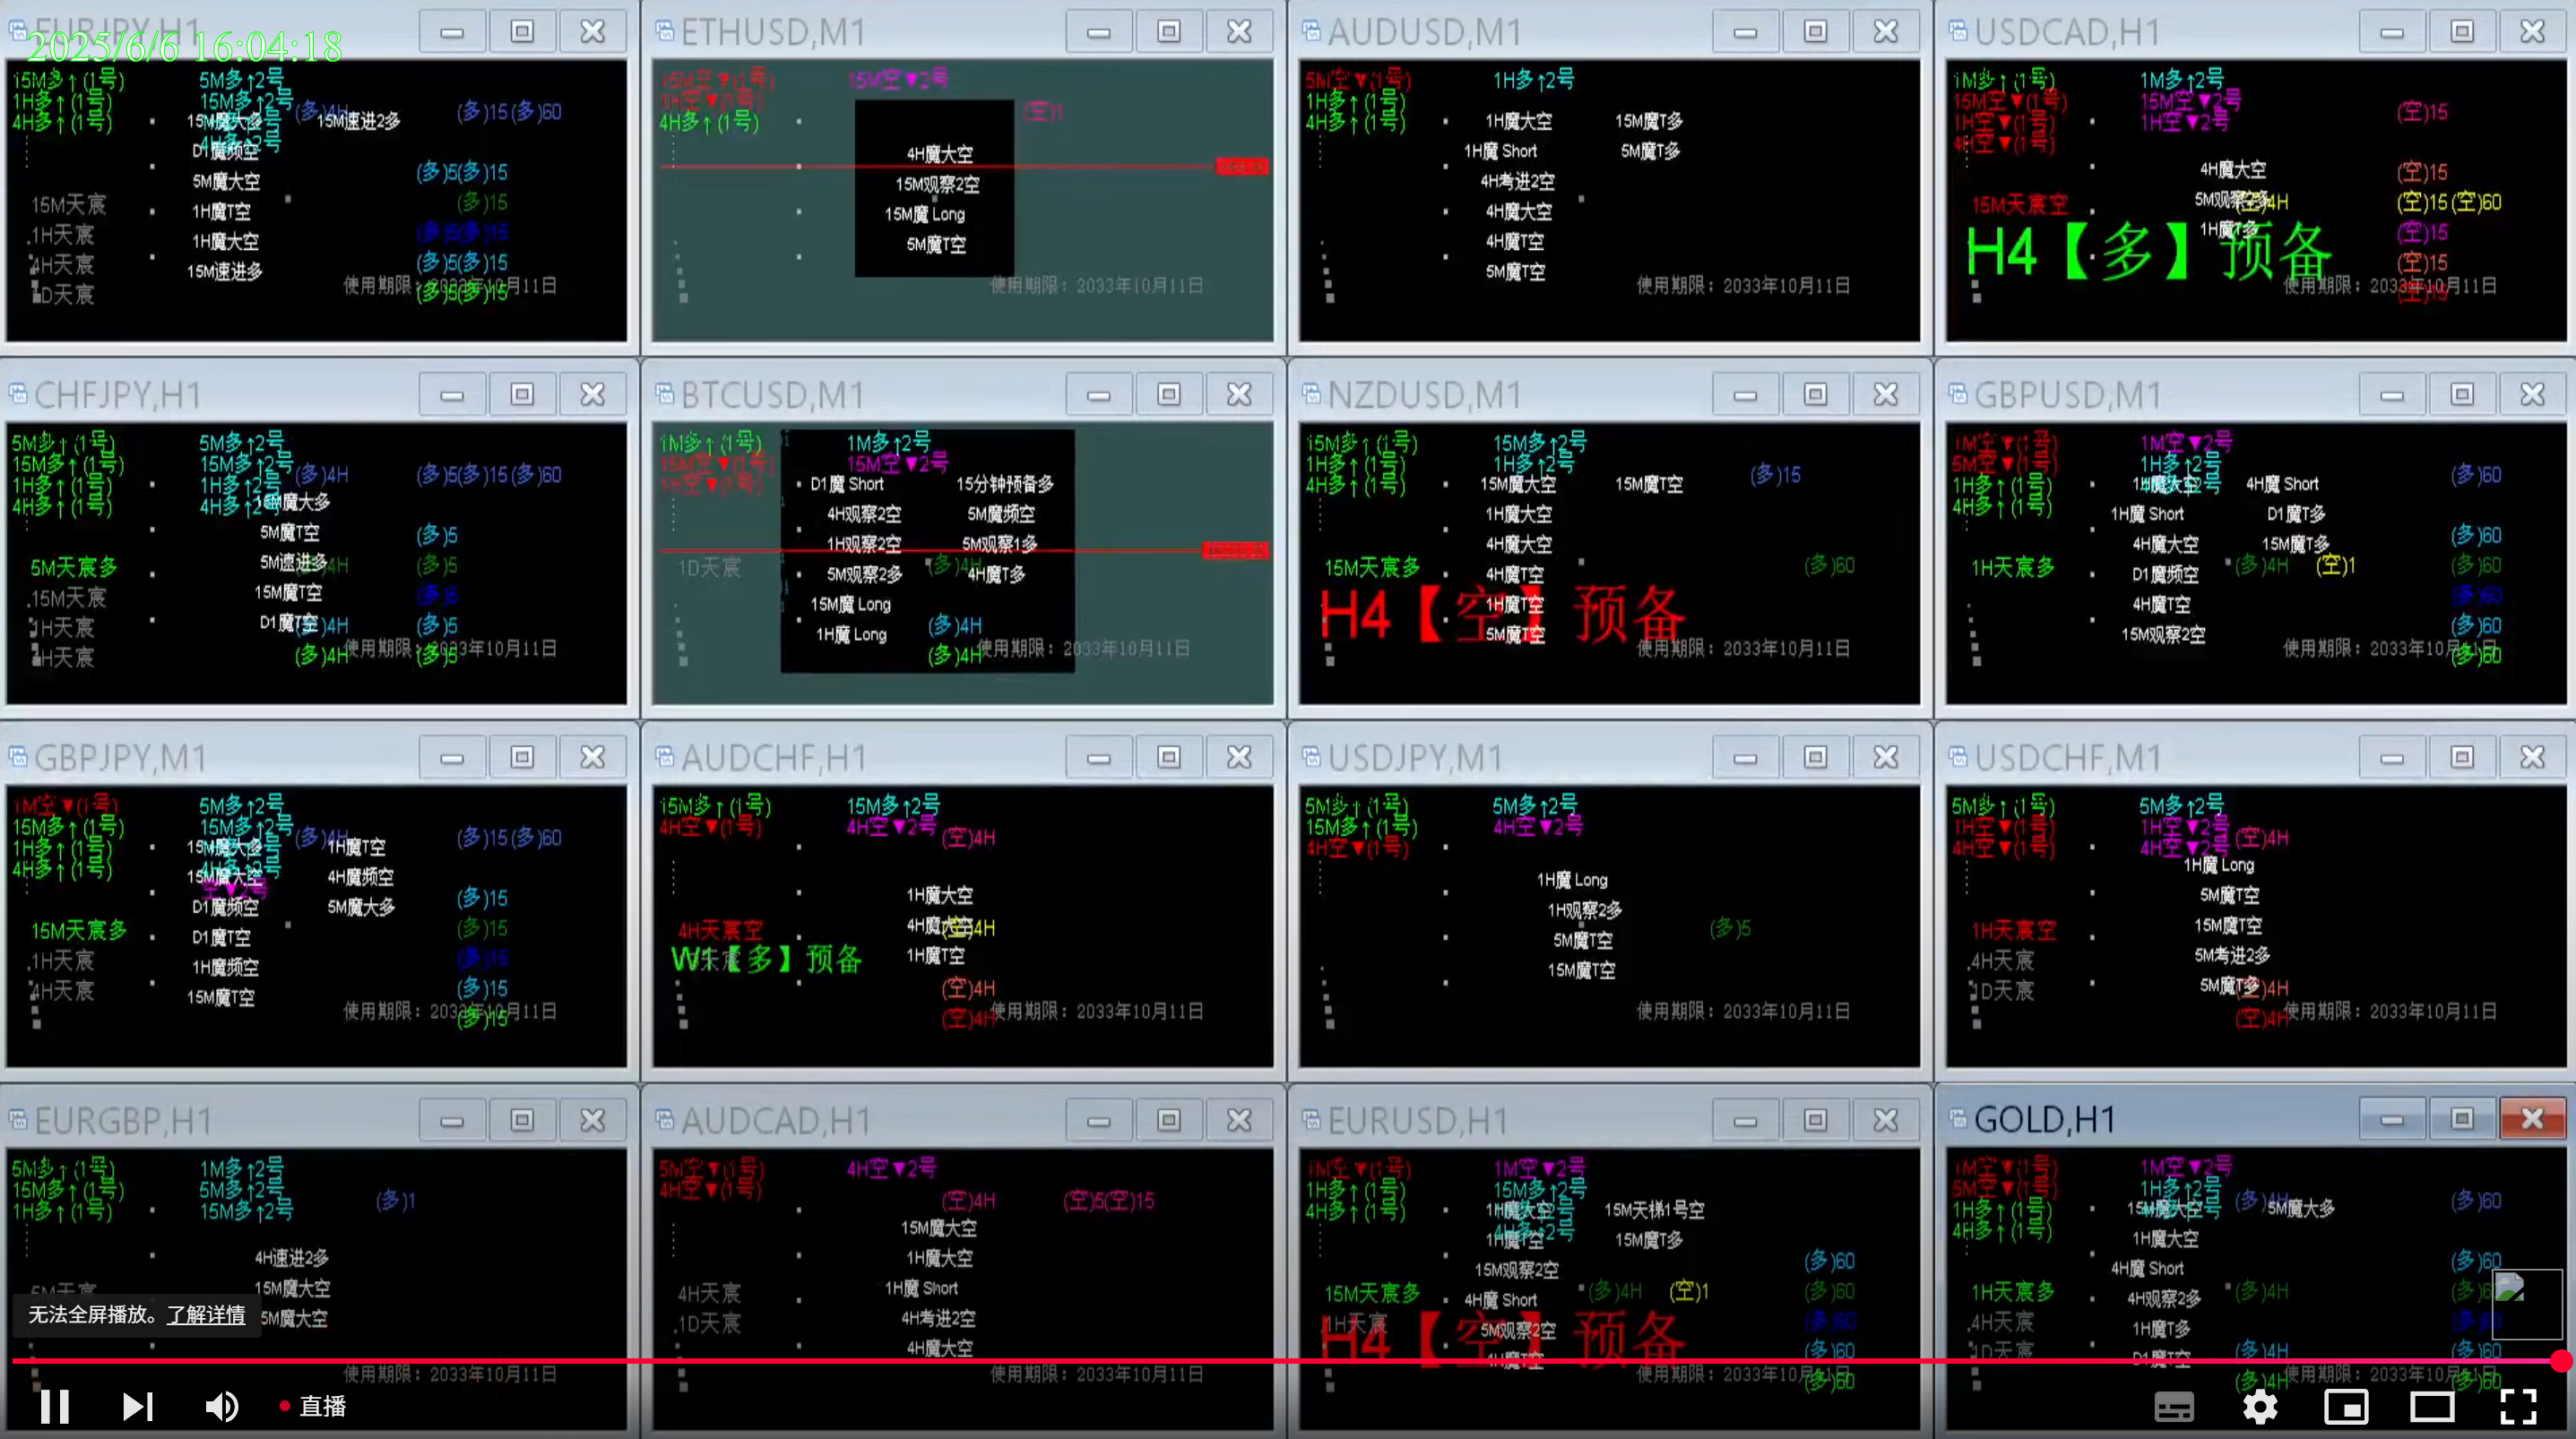 EURJPY,H1
2025/6/6 16:04:18
15M多↑(1号) 5M多↑2号
1H多↑(1号) 15M多↑2号 (多)4H (多)15(多)60
4H多↑(1号) 15M魔大多 15M速进2多
D1魔频空
5M魔大空 (多)5(多)15
15M天宸 1H魔T空 (多)15
1H天宸 1H魔大空 (多)5(多)15
4H天宸 15M速进多 (多)5(多)15
1D天宸 使用期限：2033年10月11日 (多)5(多)15
ETHUSD,M1
15M空▼(1号) 15M空▼2号
1H空▼(1号) (空)1
4H多↑(1号)
4H魔大空
15M观察2空
15M魔 Long
5M魔T空
使用期限：2033年10月11日
AUDUSD,M1
5M空▼(1号) 1H多↑2号
1H多↑(1号)
4H多↑(1号) 1H魔大空 15M魔T多
1H魔 Short 5M魔T多
4H考进2空
4H魔大空
4H魔T空
5M魔T空
使用期限：2033年10月11日
USDCAD,H1
1M多↑(1号) 1M多↑2号
15M空▼(1号) 15M空▼2号 (空)15
1H空▼(1号) 1H空▼2号
4H空▼(1号)
4H魔大空 (空)15
15M天宸空 5M观察2多 (空)4H (空)15(空)60
1H魔T多 (空)15
H4【多】预备 (空)15
使用期限：2033年10月11日 (空)15
CHFJPY,H1
5M多↑(1号) 5M多↑2号
15M多↑(1号) 15M多↑2号 (多)4H (多)5(多)15(多)60
1H多↑(1号) 1H多↑2号
4H多↑(1号) 4H多↑2号 魔大多
5M魔T空 (多)5
5M天宸多 5M速进多 4H (多)5
15M天宸 15M魔T空 (多)5
1H天宸 D1魔T空 (多)4H (多)5
4H天宸 (多)4H 使用期限：2033年10月11日 (多)5
BTCUSD,M1
1M多↑(1号) 1M多↑2号
15M空▼(1号) 15M空▼2号
1H空▼(1号) D1魔 Short 15分钟预备多
4H观察2空 5M魔频空
1H观察2空 5M观察1多
1D天宸 5M观察2多 (多)4H 4H魔T多
15M魔 Long
1H魔 Long (多)4H
(多)4H 使用期限：2033年10月11日
NZDUSD,M1
15M多↑(1号) 15M多↑2号
1H多↑(1号) 1H多↑2号 (多)15
4H多↑(1号) 15M魔大空 15M魔T空
1H魔大空
4H魔大空
15M天宸多 4H魔T空 (多)60
H4【空】预备 1H魔T空
5M魔T空
使用期限：2033年10月11日
GBPUSD,M1
1M空▼(1号) 1M空▼2号
5M空▼(1号) 1H多↑2号 (多)60
1H多↑(1号) 1H魔大空 4H魔 Short
4H多↑(1号) 1H魔 Short D1魔T多
4H魔大空 15M魔T多 (多)60
1H天宸多 D1魔频空 (多)4H (空)1 (多)60
4H魔T空 (多)60
15M观察2空 (多)60
使用期限：2033年10月11日 (多)60
GBPJPY,M1
1M空▼(1号) 5M多↑2号
15M多↑(1号) 15M多↑2号 (多)4H (多)15(多)60
1H多↑(1号) 15M魔大多 1H魔T空
4H多↑(1号) 15M魔大空 4H魔频空
D1魔频空 5M魔大多 (多)15
15M天宸多 D1魔T空 (多)15
1H天宸 1H魔频空 (多)15
4H天宸 15M魔T空 (多)15
使用期限：2033年10月11日 (多)15
AUDCHF,H1
15M多↑(1号) 15M多↑2号
4H空▼(1号) 4H空▼2号 (空)4H
1H魔大空
4H天宸空 4H魔大空 (空)4H
W1【多】预备 1H魔T空
(空)4H
(空)4H 使用期限：2033年10月11日
USDJPY,M1
5M多↑(1号) 5M多↑2号
15M多↑(1号) 4H空▼2号
4H空▼(1号)
1H魔 Long
1H观察2多
5M魔T空 (多)5
15M魔T空
使用期限：2033年10月11日
USDCHF,M1
5M多↑(1号) 5M多↑2号
1H空▼(1号) 1H空▼2号 (空)4H
4H空▼(1号) 4H空▼2号
1H魔 Long
5M魔T空
1H天宸空 15M魔T空
4H天宸 5M考进2多
1D天宸 5M魔T多 (空)4H
(空)4H 使用期限：2033年10月11日
EURGBP,H1
5M多↑(1号) 1M多↑2号
15M多↑(1号) 5M多↑2号 (多)1
1H多↑(1号) 15M多↑2号
4H速进2多
5M天宸 15M魔大空
5M魔大空
无法全屏播放。了解详情
使用期限：2033年10月11日
AUDCAD,H1
5M空▼(1号) 4H空▼2号
4H空▼(1号) (空)4H (空)5(空)15
15M魔大空
1H魔大空
4H天宸 1H魔 Short
1D天宸 4H考进2空
4H魔大空
使用期限：2033年10月11日
EURUSD,H1
1M空▼(1号) 1M空▼2号
1H多↑(1号) 15M多↑2号
4H多↑(1号) 1H魔大空 15M天梯1号空
1H魔T空 15M魔T多
15M观察2空 (多)60
15M天宸多 4H魔 Short (多)4H (空)1 (多)60
1H天宸 5M观察2空 (多)60
H4【空】预备 (多)60
使用期限：2033年10月11日 (多)60
GOLD,H1
1M空▼(1号) 1M空▼2号
5M空▼(1号) 1H多↑2号 (多)4H (多)60
1H多↑(1号) 15M魔大空 5M魔大多
4H多↑(1号) 1H魔大空
4H魔 Short (多)60
1H天宸多 4H观察2多 (多)4H
4H天宸 1H魔T多
1D天宸 D1魔T空 (多)4H (多)60
(多)4H 使用期限：2033年10月11日 (多)60
直播